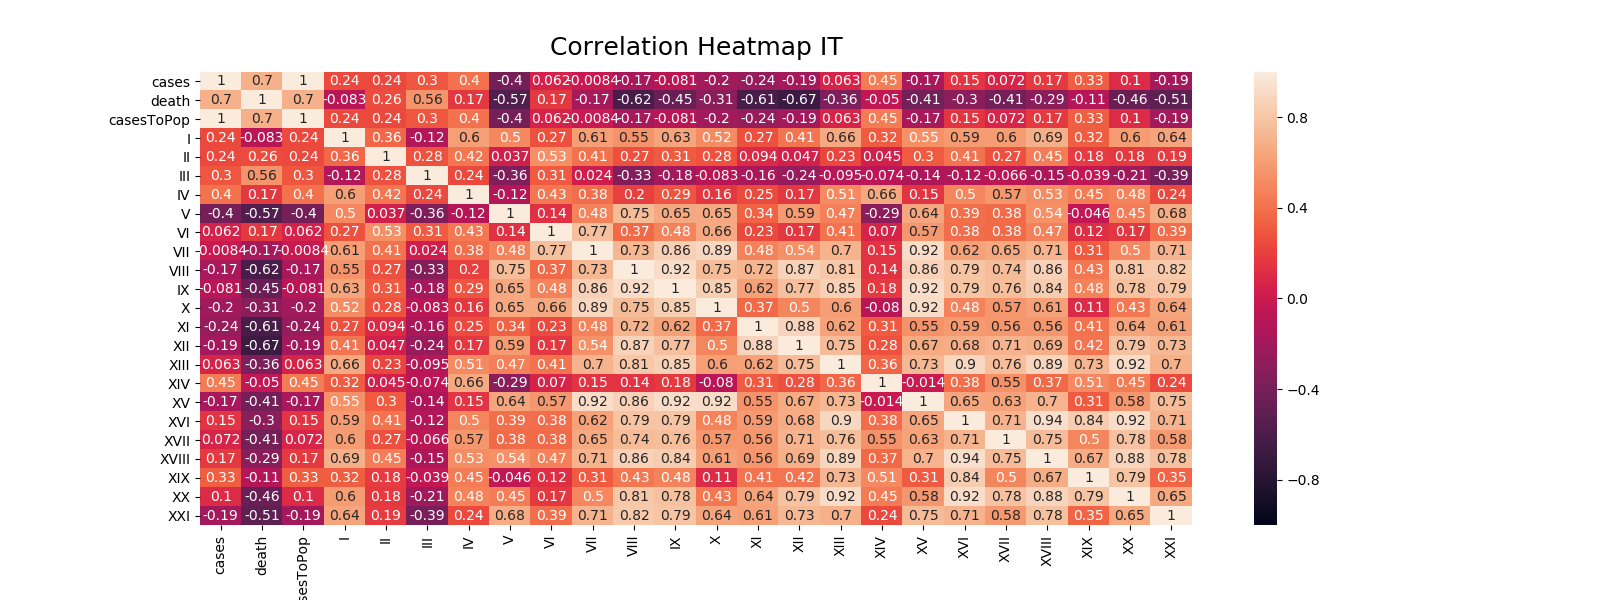 Correlation Heatmap IT
cases 1 0.7 1 0.24 0.24 0.3 0.4 -0.4 0.062 -0.0084 -0.17 -0.081 -0.2 -0.24 -0.19 0.063 0.45 -0.17 0.15 0.072 0.17 0.33 0.1 -0.19
death 0.7 1 0.7 -0.083 0.26 0.56 0.17 -0.57 0.17 -0.17 -0.62 -0.45 -0.31 -0.61 -0.67 -0.36 -0.05 -0.41 -0.3 -0.41 -0.29 -0.11 -0.46 -0.51
casesToPop 1 0.7 1 0.24 0.24 0.3 0.4 -0.4 0.062 -0.0084 -0.17 -0.081 -0.2 -0.24 -0.19 0.063 0.45 -0.17 0.15 0.072 0.17 0.33 0.1 -0.19
I 0.24 -0.083 0.24 1 0.36 -0.12 0.6 0.5 0.27 0.61 0.55 0.63 0.52 0.27 0.41 0.66 0.32 0.55 0.59 0.6 0.69 0.32 0.6 0.64
II 0.24 0.26 0.24 0.36 1 0.28 0.42 0.037 0.53 0.41 0.27 0.31 0.28 0.094 0.047 0.23 0.045 0.3 0.41 0.27 0.45 0.18 0.18 0.19
III 0.3 0.56 0.3 -0.12 0.28 1 0.24 -0.36 0.31 0.024 -0.33 -0.18 -0.083 -0.16 -0.24 -0.095 -0.074 -0.14 -0.12 -0.066 -0.15 -0.039 -0.21 -0.39
IV 0.4 0.17 0.4 0.6 0.42 0.24 1 -0.12 0.43 0.38 0.2 0.29 0.16 0.25 0.17 0.51 0.66 0.15 0.5 0.57 0.53 0.45 0.48 0.24
V -0.4 -0.57 -0.4 0.5 0.037 -0.36 -0.12 1 0.14 0.48 0.75 0.65 0.65 0.34 0.59 0.47 -0.29 0.64 0.39 0.38 0.54 -0.046 0.45 0.68
VI 0.062 0.17 0.062 0.27 0.53 0.31 0.43 0.14 1 0.77 0.37 0.48 0.66 0.23 0.17 0.41 0.07 0.57 0.38 0.38 0.47 0.12 0.17 0.39
VII -0.0084 -0.17 -0.0084 0.61 0.41 0.024 0.38 0.48 0.77 1 0.73 0.86 0.89 0.48 0.54 0.7 0.15 0.92 0.62 0.65 0.71 0.31 0.5 0.71
VIII -0.17 -0.62 -0.17 0.55 0.27 -0.33 0.2 0.75 0.37 0.73 1 0.92 0.75 0.72 0.87 0.81 0.14 0.86 0.79 0.74 0.86 0.43 0.81 0.82
IX -0.081 -0.45 -0.081 0.63 0.31 -0.18 0.29 0.65 0.48 0.86 0.92 1 0.85 0.62 0.77 0.85 0.18 0.92 0.79 0.76 0.84 0.48 0.78 0.79
X -0.2 -0.31 -0.2 0.52 0.28 -0.083 0.16 0.65 0.66 0.89 0.75 0.85 1 0.37 0.5 0.6 -0.08 0.92 0.48 0.57 0.61 0.11 0.43 0.64
XI -0.24 -0.61 -0.24 0.27 0.094 -0.16 0.25 0.34 0.23 0.48 0.72 0.62 0.37 1 0.88 0.62 0.31 0.55 0.59 0.56 0.56 0.41 0.64 0.61
XII -0.19 -0.67 -0.19 0.41 0.047 -0.24 0.17 0.59 0.17 0.54 0.87 0.77 0.5 0.88 1 0.75 0.28 0.67 0.68 0.71 0.69 0.42 0.79 0.73
XIII 0.063 -0.36 0.063 0.66 0.23 -0.095 0.51 0.47 0.41 0.7 0.81 0.85 0.6 0.62 0.75 1 0.36 0.73 0.9 0.76 0.89 0.73 0.92 0.7
XIV 0.45 -0.05 0.45 0.32 0.045 -0.074 0.66 -0.29 0.07 0.15 0.14 0.18 -0.08 0.31 0.28 0.36 1 -0.014 0.38 0.55 0.37 0.51 0.45 0.24
XV -0.17 -0.41 -0.17 0.55 0.3 -0.14 0.15 0.64 0.57 0.92 0.86 0.92 0.92 0.55 0.67 0.73 -0.014 1 0.65 0.63 0.7 0.31 0.58 0.75
XVI 0.15 -0.3 0.15 0.59 0.41 -0.12 0.5 0.39 0.38 0.62 0.79 0.79 0.48 0.59 0.68 0.9 0.38 0.65 1 0.71 0.94 0.84 0.92 0.71
XVII 0.072 -0.41 0.072 0.6 0.27 -0.066 0.57 0.38 0.38 0.65 0.74 0.76 0.57 0.56 0.71 0.76 0.55 0.63 0.71 1 0.75 0.5 0.78 0.58
XVIII 0.17 -0.29 0.17 0.69 0.45 -0.15 0.53 0.54 0.47 0.71 0.86 0.84 0.61 0.56 0.69 0.89 0.37 0.7 0.94 0.75 1 0.67 0.88 0.78
XIX 0.33 -0.11 0.33 0.32 0.18 -0.039 0.45 -0.046 0.12 0.31 0.43 0.48 0.11 0.41 0.42 0.73 0.51 0.31 0.84 0.5 0.67 1 0.79 0.35
XX 0.1 -0.46 0.1 0.6 0.18 -0.21 0.48 0.45 0.17 0.5 0.81 0.78 0.43 0.64 0.79 0.92 0.45 0.58 0.92 0.78 0.88 0.79 1 0.65
XXI -0.19 -0.51 -0.19 0.64 0.19 -0.39 0.24 0.68 0.39 0.71 0.82 0.79 0.64 0.61 0.73 0.7 0.24 0.75 0.71 0.58 0.78 0.35 0.65 1
cases death sesToPop I II III IV V VI VII VIII IX X XI XII XIII XIV XV XVI XVII XVIII XIX XX XXI
0.8
0.4
0.0
−0.4
−0.8